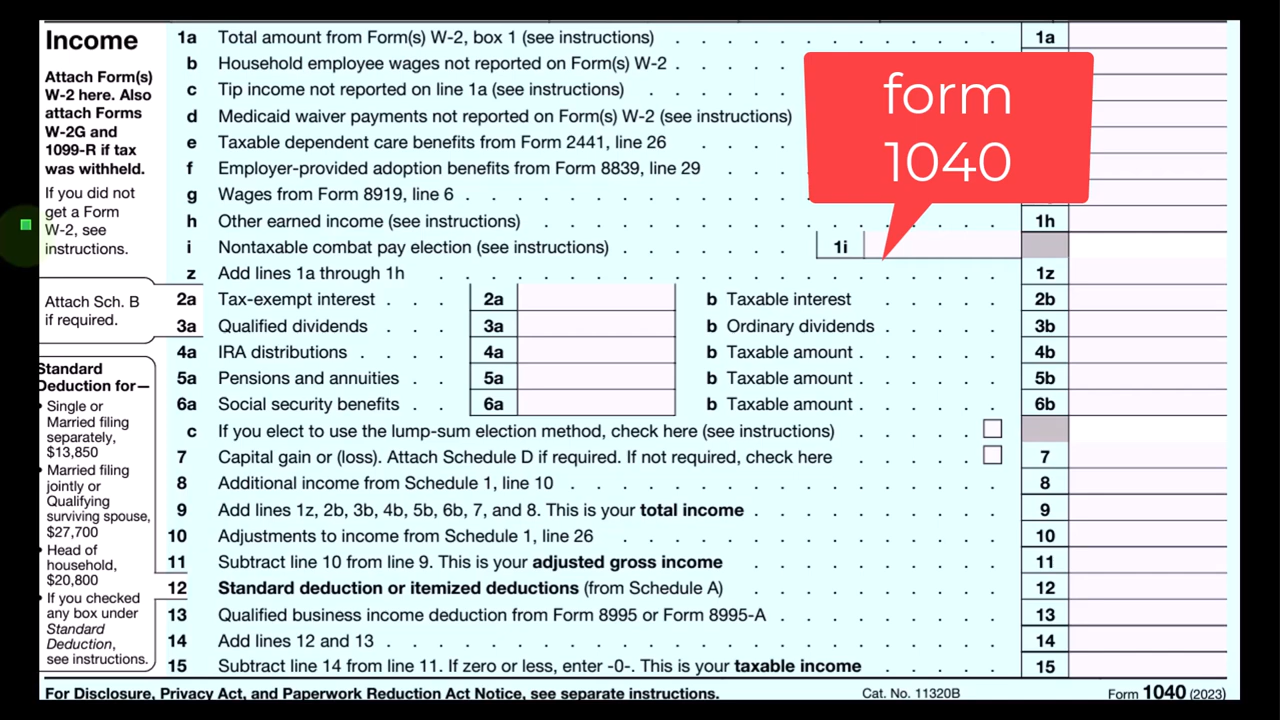 Income
Attach Form(s)
W-2 here. Also
attach Forms
W-2G and
1099-R if tax
was withheld.
If you did not
get a Form
W-2, see
instructions.
Attach Sch. B
if required.
Standard
Deduction for—
• Single or
Married filing
separately,
$13,850
• Married filing
jointly or
Qualifying
surviving spouse,
$27,700
• Head of
household,
$20,800
• If you checked
any box under
Standard
Deduction,
see instructions.
1a Total amount from Form(s) W-2, box 1 (see instructions) . . . . . . . . . . . . . 1a
b Household employee wages not reported on Form(s) W-2 . . . . .
c Tip income not reported on line 1a (see instructions) . . . . . . .
d Medicaid waiver payments not reported on Form(s) W-2 (see instructions)
e Taxable dependent care benefits from Form 2441, line 26 . . . .
f Employer-provided adoption benefits from Form 8839, line 29 . . .
g Wages from Form 8919, line 6 . . . . . . . . . . . . .
h Other earned income (see instructions) . . . . . . . . . . . . . . . . . . 1h
i Nontaxable combat pay election (see instructions) . . . . . . . 1i
z Add lines 1a through 1h . . . . . . . . . . . . . . . . . . . . . . 1z
form
1040
2a Tax-exempt interest . . . 2a b Taxable interest . . . . . 2b
3a Qualified dividends . . . 3a b Ordinary dividends . . . . . 3b
4a IRA distributions . . . . 4a b Taxable amount . . . . . . 4b
5a Pensions and annuities . . 5a b Taxable amount . . . . . . 5b
6a Social security benefits . . 6a b Taxable amount . . . . . . 6b
c If you elect to use the lump-sum election method, check here (see instructions) . . . . .
7 Capital gain or (loss). Attach Schedule D if required. If not required, check here . . . . . 7
8 Additional income from Schedule 1, line 10 . . . . . . . . . . . . . . . . . 8
9 Add lines 1z, 2b, 3b, 4b, 5b, 6b, 7, and 8. This is your total income . . . . . . . . . . 9
10 Adjustments to income from Schedule 1, line 26 . . . . . . . . . . . . . . . 10
11 Subtract line 10 from line 9. This is your adjusted gross income . . . . . . . . . . 11
12 Standard deduction or itemized deductions (from Schedule A) . . . . . . . . . . 12
13 Qualified business income deduction from Form 8995 or Form 8995-A . . . . . . . . . 13
14 Add lines 12 and 13 . . . . . . . . . . . . . . . . . . . . . . . . 14
15 Subtract line 14 from line 11. If zero or less, enter -0-. This is your taxable income . . . . . 15
For Disclosure, Privacy Act, and Paperwork Reduction Act Notice, see separate instructions. Cat. No. 11320B Form 1040 (2023)